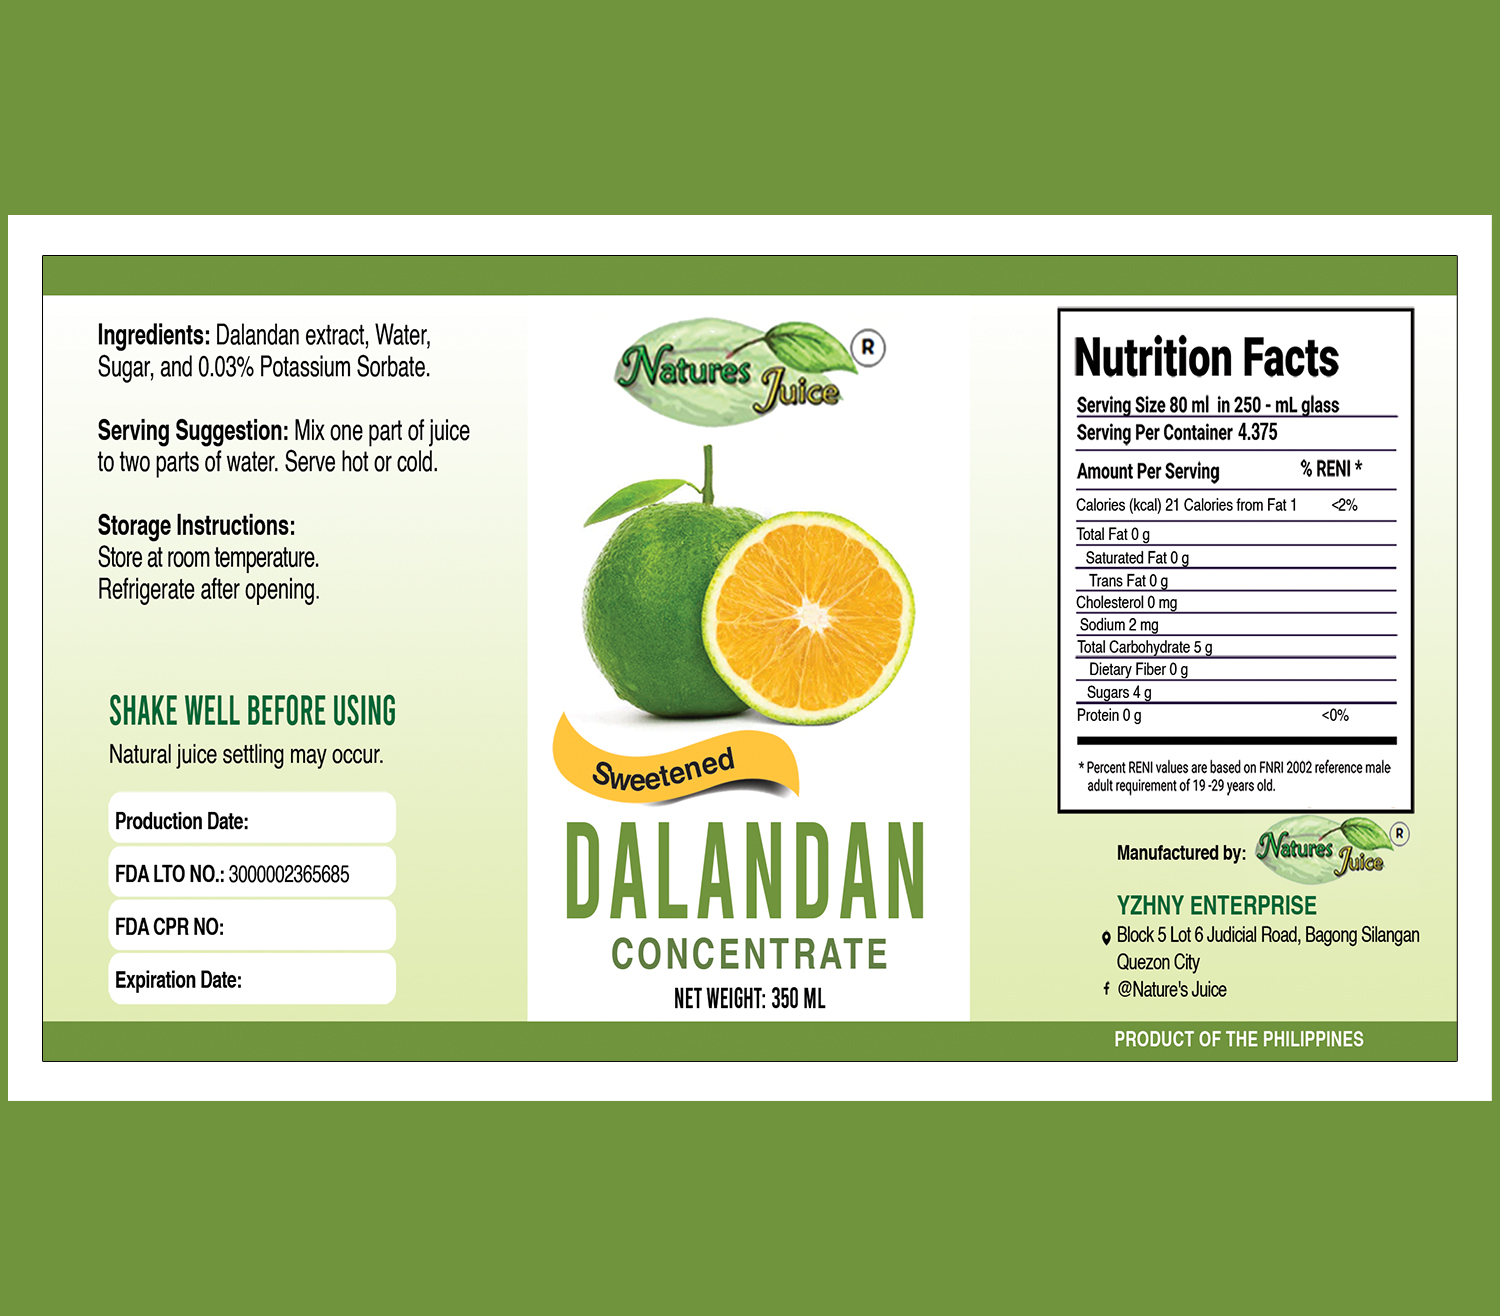 Ingredients: Dalandan extract, Water,
Sugar, and 0.03% Potassium Sorbate.
Serving Suggestion: Mix one part of juice
to two parts of water. Serve hot or cold.
Storage Instructions:
Store at room temperature.
Refrigerate after opening.
SHAKE WELL BEFORE USING
Natural juice settling may occur.
Production Date:
FDA LTO NO.: 3000002365685
FDA CPR NO:
Expiration Date:
Natures Juice R
Sweetened
DALANDAN
CONCENTRATE
NET WEIGHT: 350 ML
Nutrition Facts
Serving Size 80 ml in 250 - mL glass
Serving Per Container 4.375
Amount Per Serving % RENI *
Calories (kcal) 21 Calories from Fat 1 <2%
Total Fat 0 g
Saturated Fat 0 g
Trans Fat 0 g
Cholesterol 0 mg
Sodium 2 mg
Total Carbohydrate 5 g
Dietary Fiber 0 g
Sugars 4 g
Protein 0 g <0%
* Percent RENI values are based on FNRI 2002 reference male
adult requirement of 19 -29 years old.
Manufactured by: Natures Juice R
YZHNY ENTERPRISE
Block 5 Lot 6 Judicial Road, Bagong Silangan
Quezon City
f @Nature's Juice
PRODUCT OF THE PHILIPPINES